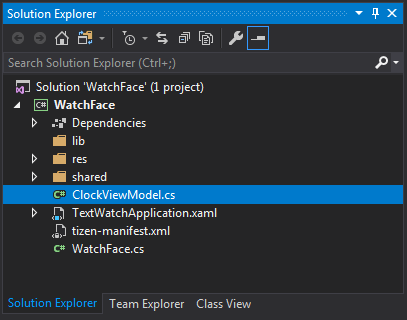 Solution Explorer
Search Solution Explorer (Ctrl+;)
Solution 'WatchFace' (1 project)
C# WatchFace
Dependencies
lib
res
shared
C# ClockViewModel.cs
TextWatchApplication.xaml
tizen-manifest.xml
C# WatchFace.cs
Solution Explorer Team Explorer Class View